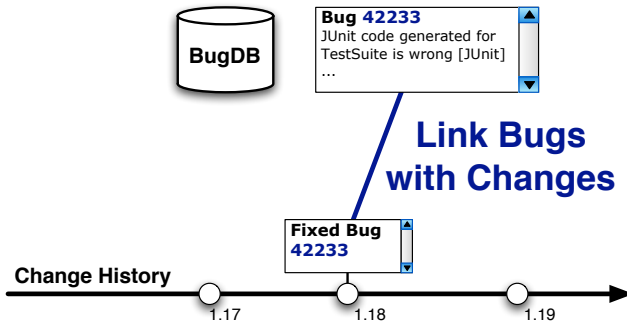 BugDB
Bug 42233
JUnit code generated for
TestSuite is wrong [JUnit]
...
Link Bugs
with Changes
Fixed Bug
42233
Change History
1.17
1.18
1.19